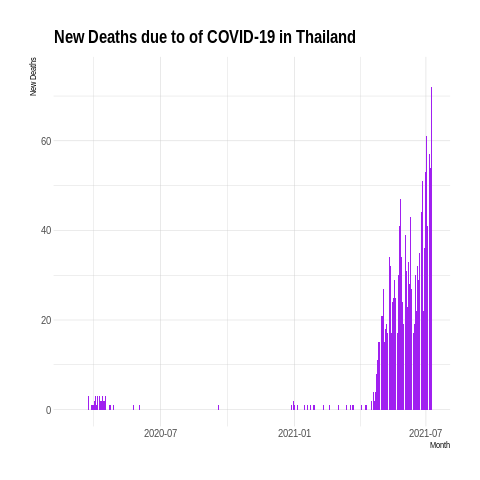 New Deaths due to of COVID-19 in Thailand
New Deaths
60
40
20
0
2020-07
2021-01
2021-07
Month